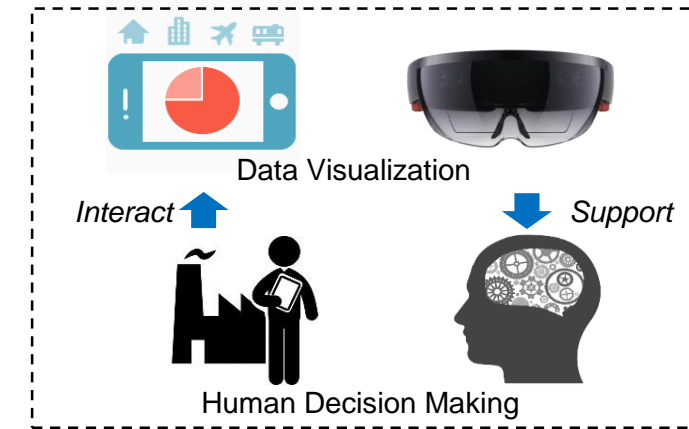 Data Visualization
Interact
Support
Human Decision Making